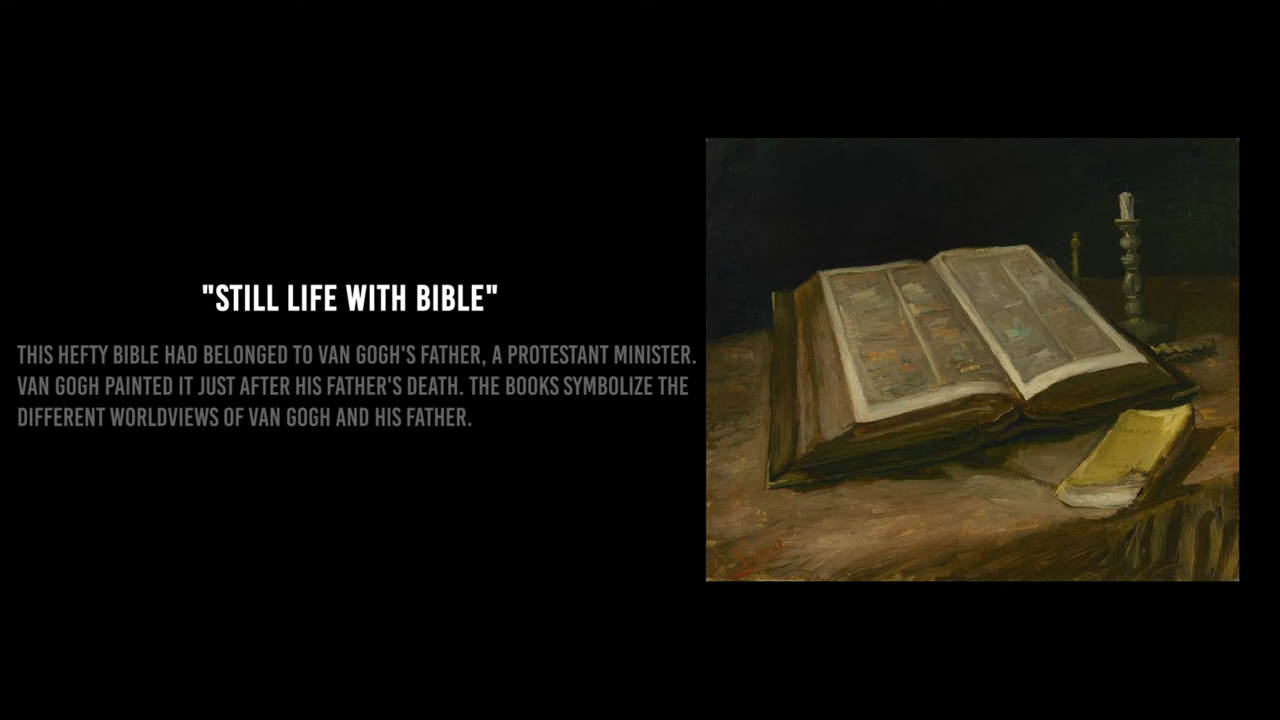 "STILL LIFE WITH BIBLE"
THIS HEFTY BIBLE HAD BELONGED TO VAN GOGH'S FATHER, A PROTESTANT MINISTER.
VAN GOGH PAINTED IT JUST AFTER HIS FATHER'S DEATH. THE BOOKS SYMBOLIZE THE
DIFFERENT WORLDVIEWS OF VAN GOGH AND HIS FATHER.